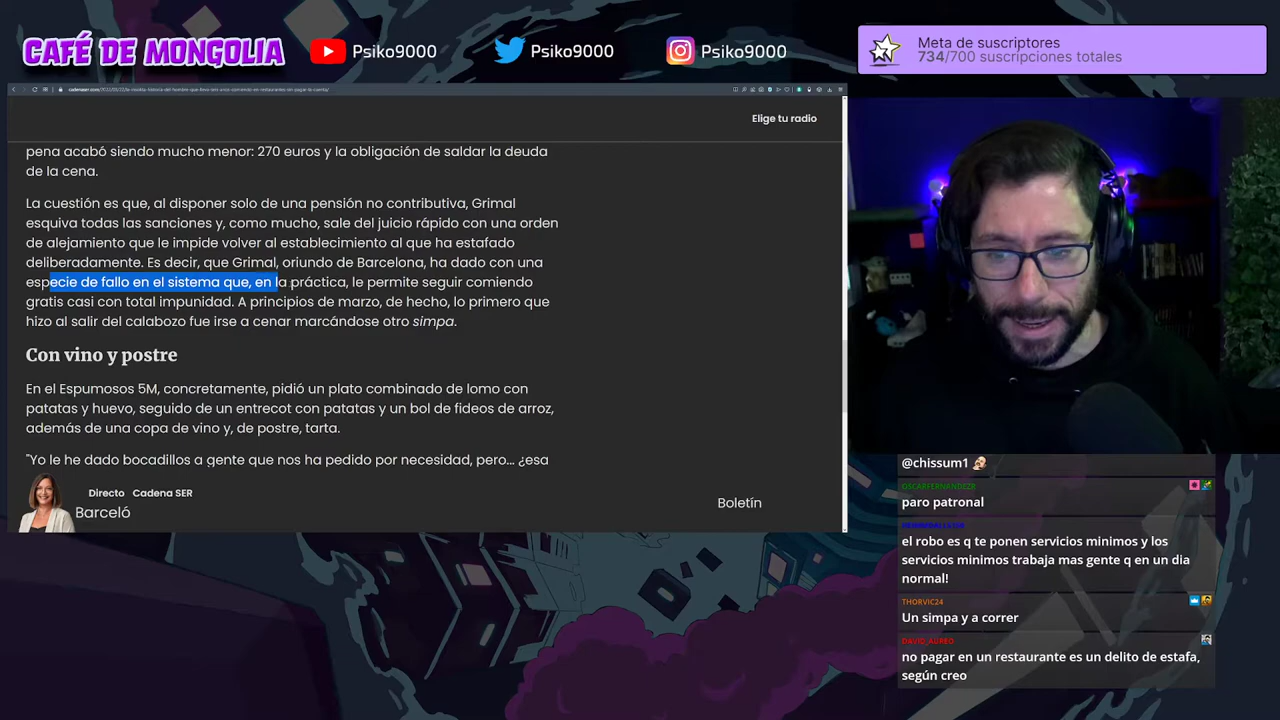 CAFÉ DE MONGOLIA
Psiko9000
Psiko9000
Psiko9000
Meta de suscriptores
734/700 suscripciones totales
Elige tu radio
pena acabó siendo mucho menor: 270 euros y la obligación de saldar la deuda
de la cena.
La cuestión es que, al disponer solo de una pensión no contributiva, Grimal
esquiva todas las sanciones y, como mucho, sale del juicio rápido con una orden
de alejamiento que le impide volver al establecimiento al que ha estafado
deliberadamente. Es decir, que Grimal, oriundo de Barcelona, ha dado con una
especie de fallo en el sistema que, en la práctica, le permite seguir comiendo
gratis casi con total impunidad. A principios de marzo, de hecho, lo primero que
hizo al salir del calabozo fue irse a cenar marcándose otro simpa.
Con vino y postre
En el Espumosos 5M, concretamente, pidió un plato combinado de lomo con
patatas y huevo, seguido de un entrecot con patatas y un bol de fideos de arroz,
además de una copa de vino y, de postre, tarta.
"Yo le he dado bocadillos a gente que nos ha pedido por necesidad, pero... ¿esa
Directo Cadena SER
Barceló
Boletín
@chissum1
OSCARFERNANDEZR
paro patronal
el robo es q te ponen servicios minimos y los
servicios minimos trabaja mas gente q en un dia
normal!
THORVIC24
Un simpa y a correr
DAVID_AUREO
no pagar en un restaurante es un delito de estafa,
según creo